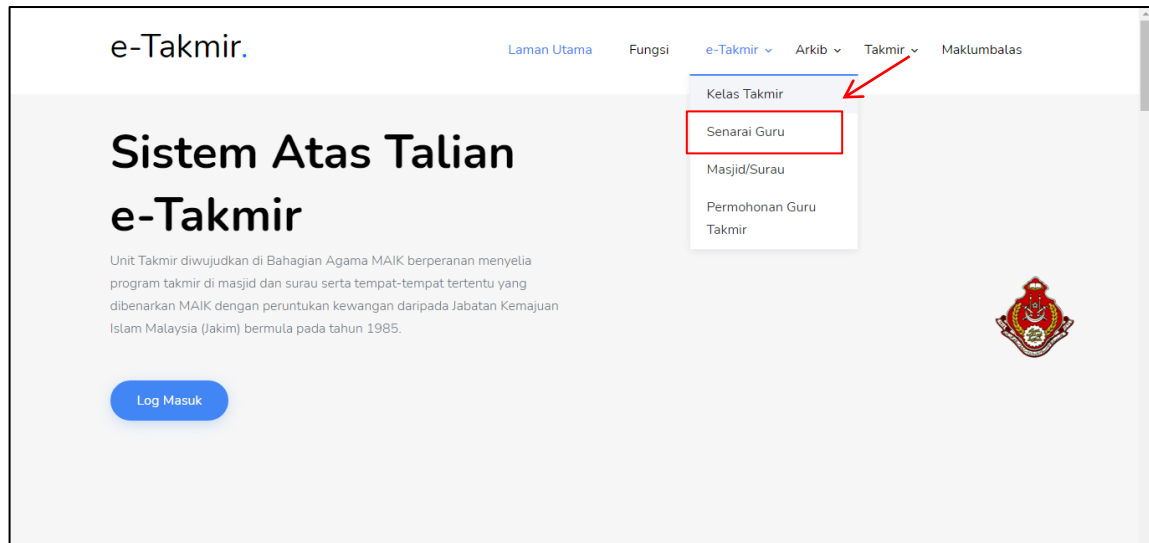 e-Takmir.
Laman Utama Fungsi e-Takmir Arkib Takmir Maklumbalas
Kelas Takmir
Senarai Guru
Masjid/Surau
Permohonan Guru
Takmir
Sistem Atas Talian
e-Takmir
Unit Takmir diwujudkan di Bahagian Agama MAIK berperanan menyelia
program takmir di masjid dan surau serta tempat-tempat tertentu yang
dibenarkan MAIK dengan peruntukan kewangan daripada Jabatan Kemajuan
Islam Malaysia (Jakim) bermula pada tahun 1985.
Log Masuk